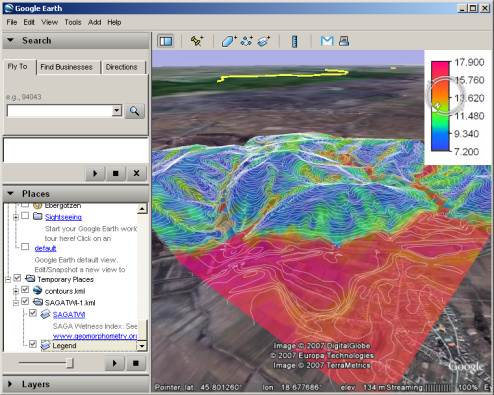 Google Earth
File Edit View Tools Add Help
Search
Fly To Find Businesses Directions
e.g., 94043
Places
Ebergotzen
Sightseeing
Start your Google Earth world
tour here! Click on an
default
Google Earth default view.
Edit/Snapshot a new view to
Temporary Places
contours.kml
SAGATWI-1.kml
SAGATWI
SAGA Wetness Index. See
www.geomorphometry.org
Legend
Layers
17.900
15.760
13.620
11.480
9.340
7.200
Image © 2007 DigitalGlobe
© 2007 Europa Technologies
Image © 2007 TerraMetrics
Google
Pointer lat 45.801260° lon 18.677686° elev 134 m Streaming |||||||||| 100% E